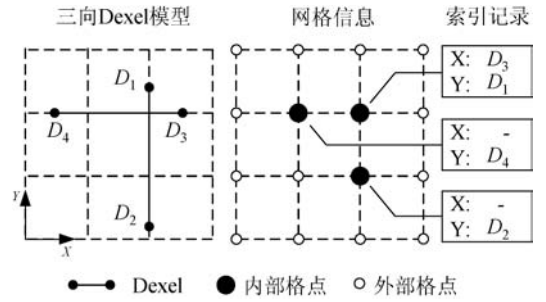 三向Dexel模型 网格信息 索引记录
D₁
D₄ D₃
D₂
Y
X
X: D₃
Y: D₁
X: -
Y: D₄
X: -
Y: D₂
Dexel 内部格点 外部格点